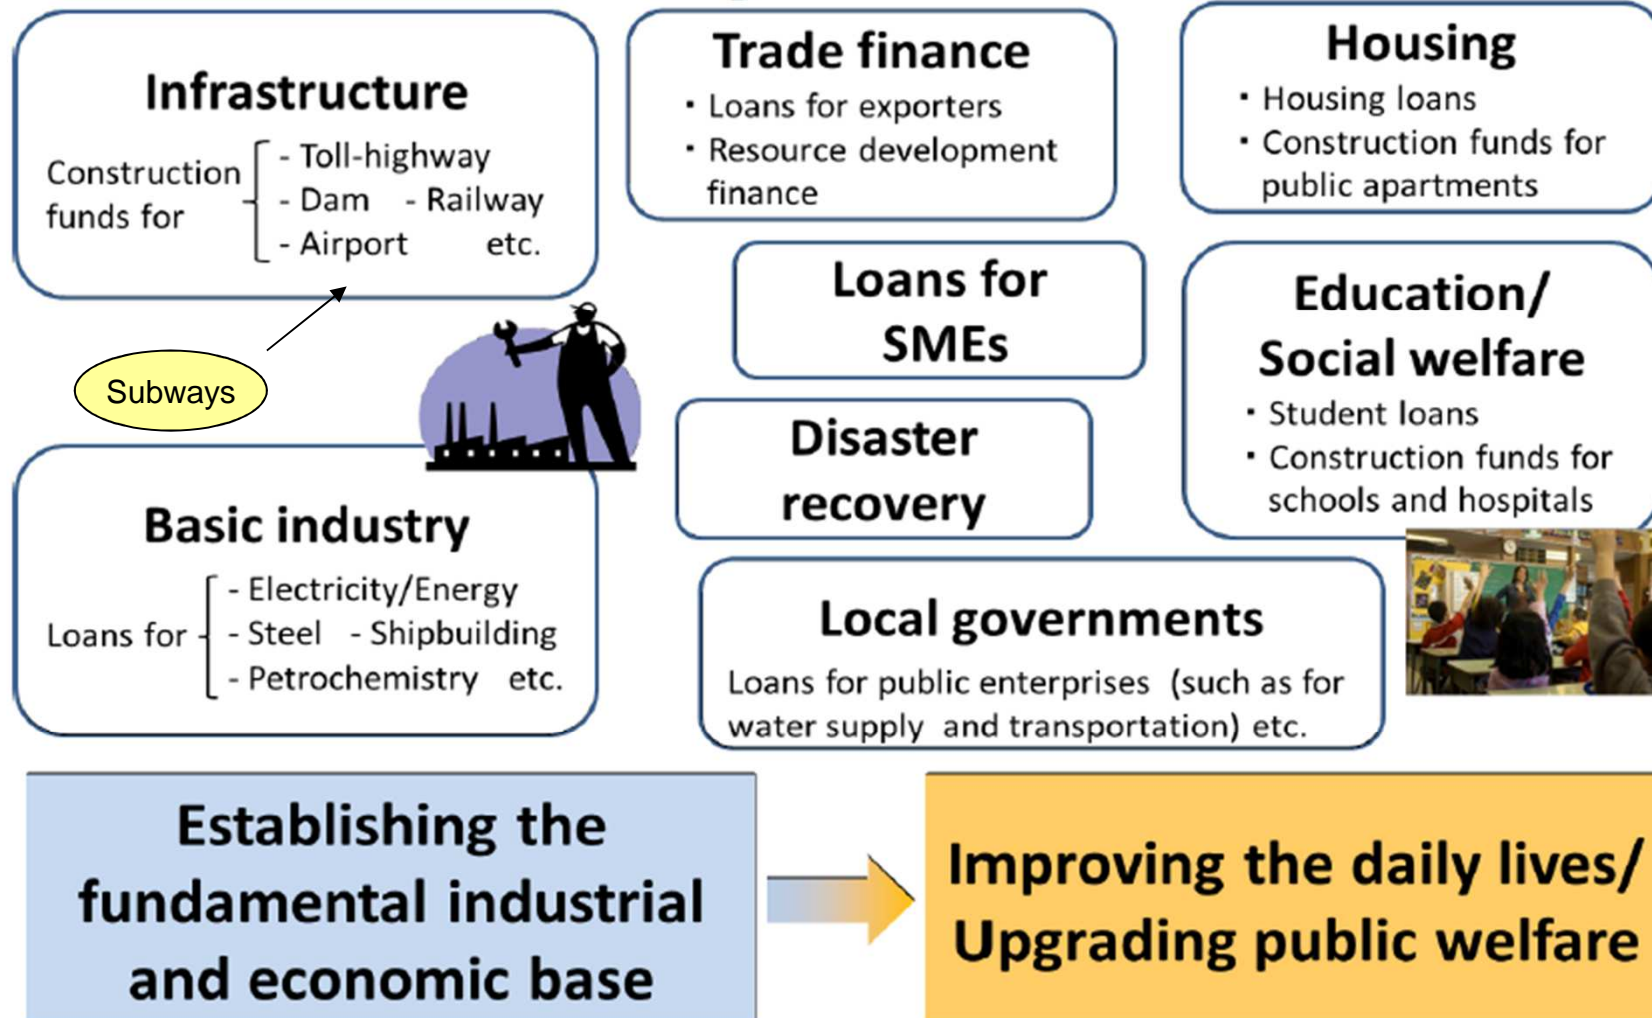 Infrastructure
Construction
funds for
- Toll-highway
- Dam - Railway
- Airport etc.
Subways
Basic industry
Loans for
- Electricity/Energy
- Steel - Shipbuilding
- Petrochemistry etc.
Trade finance
· Loans for exporters
· Resource development
finance
Loans for
SMEs
Disaster
recovery
Local governments
Loans for public enterprises (such as for
water supply and transportation) etc.
Housing
· Housing loans
· Construction funds for
public apartments
Education/
Social welfare
· Student loans
· Construction funds for
schools and hospitals
Establishing the
fundamental industrial
and economic base
Improving the daily lives/
Upgrading public welfare